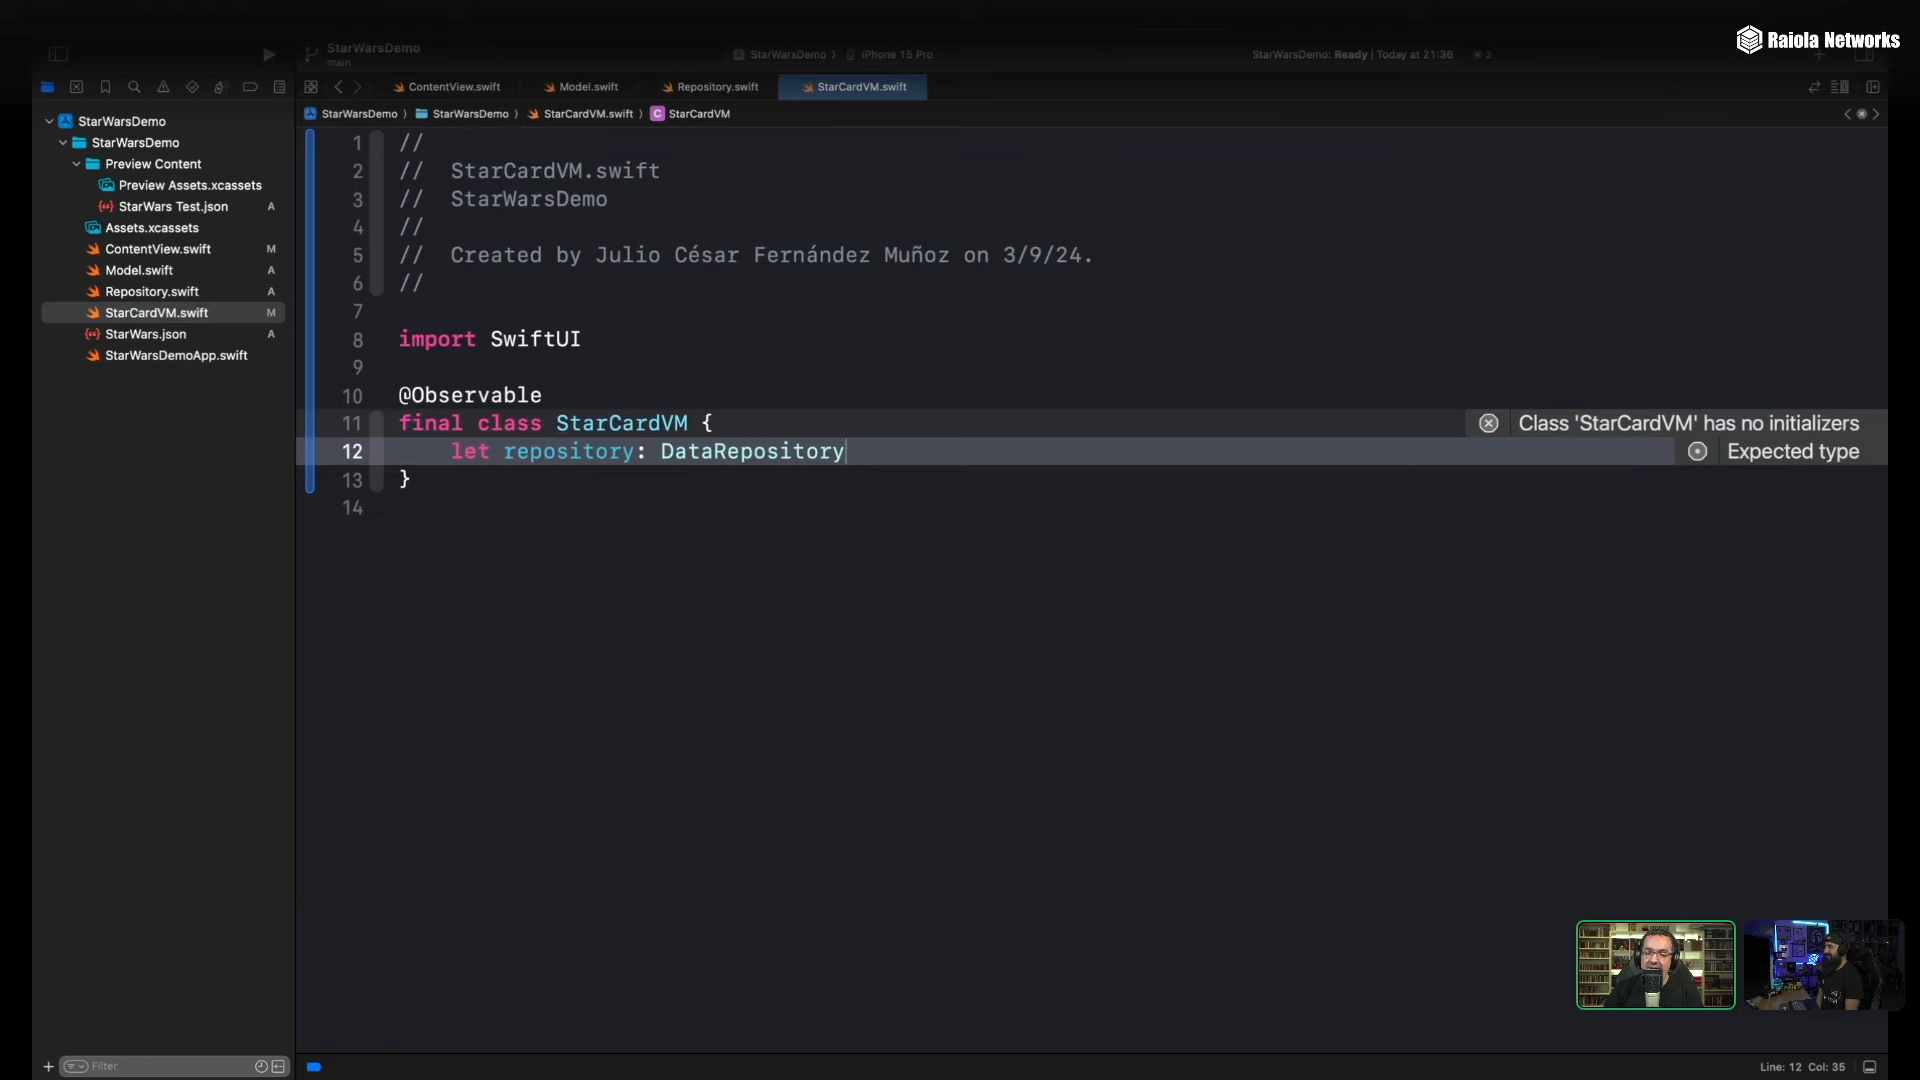 Raiola Networks
StarWarsDemo
main
StarWarsDemo
iPhone 15 Pro
StarWarsDemo: Ready | Today at 21:36
2
ContentView.swift
Model.swift
Repository.swift
StarCardVM.swift
StarWarsDemo
StarWarsDemo
StarCardVM.swift
C StarCardVM
StarWarsDemo
StarWarsDemo
Preview Content
Preview Assets.xcassets
StarWars Test.json A
Assets.xcassets
ContentView.swift M
Model.swift A
Repository.swift A
StarCardVM.swift M
StarWars.json A
StarWarsDemoApp.swift
1 //
2 // StarCardVM.swift
3 // StarWarsDemo
4 //
5 // Created by Julio César Fernández Muñoz on 3/9/24.
6 //
7
8 import SwiftUI
9
10 @Observable
11 final class StarCardVM {
Class 'StarCardVM' has no initializers
12 let repository: DataRepository
Expected type
13 }
14
Filter
Line: 12 Col: 35